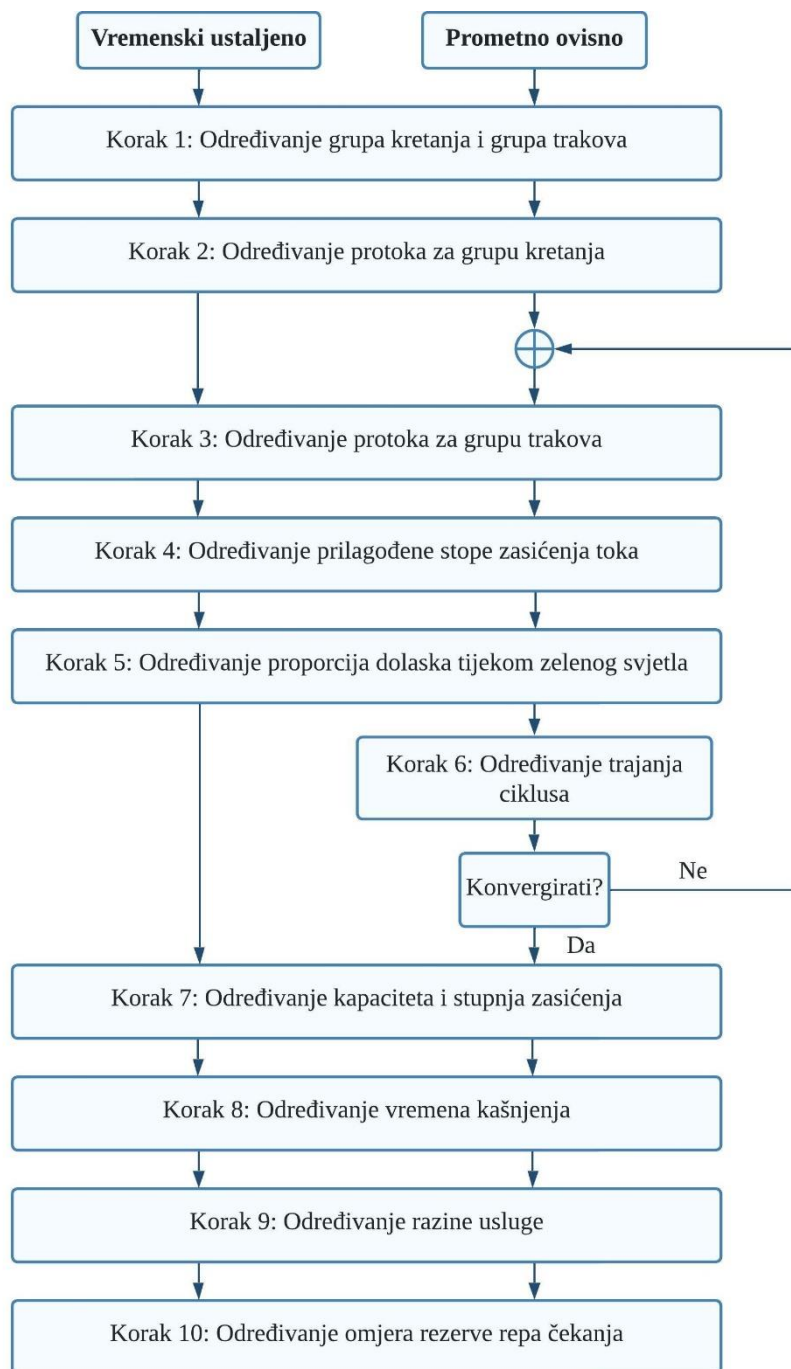 Vremenski ustaljeno
Prometno ovisno
Korak 1: Određivanje grupa kretanja i grupa trakova
Korak 2: Određivanje protoka za grupu kretanja
Korak 3: Određivanje protoka za grupu trakova
Korak 4: Određivanje prilagođene stope zasićenja toka
Korak 5: Određivanje proporcija dolaska tijekom zelenog svjetla
Korak 6: Određivanje trajanja
ciklusa
Konvergirati?
Ne
Da
Korak 7: Određivanje kapaciteta i stupnja zasićenja
Korak 8: Određivanje vremena kašnjenja
Korak 9: Određivanje razine usluge
Korak 10: Određivanje omjera rezerve repa čekanja